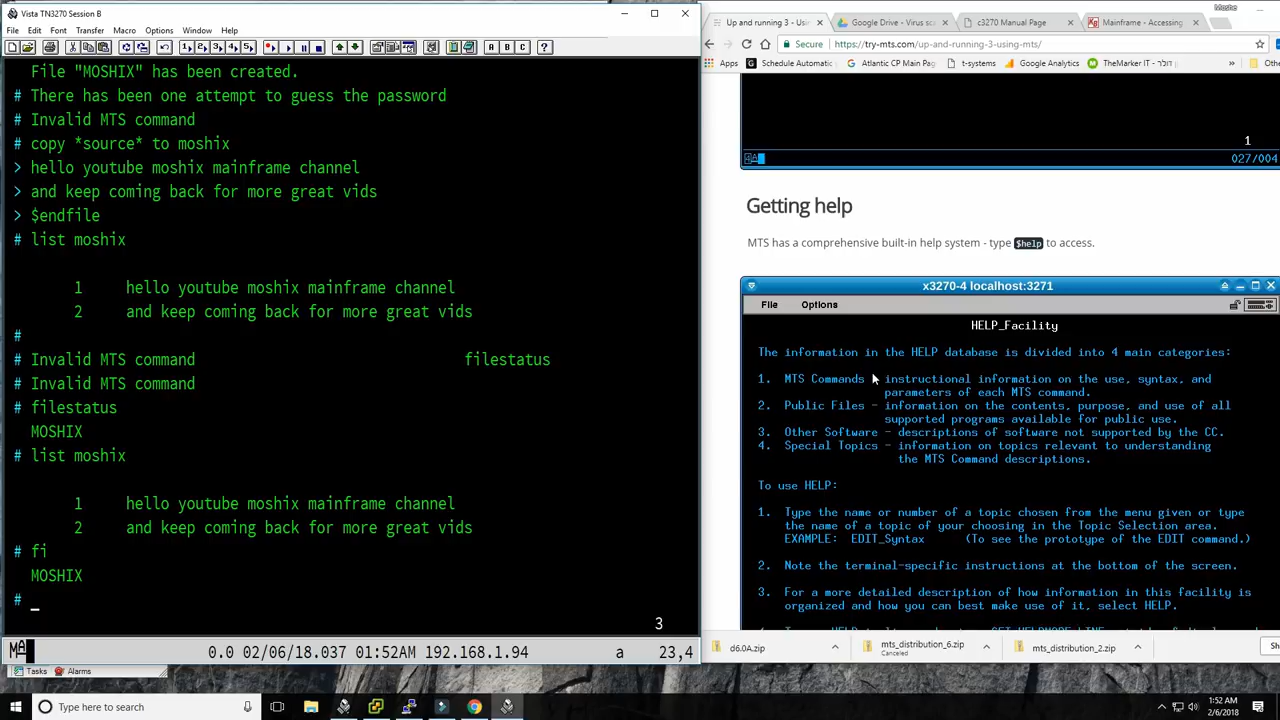 Vista TN3270 Session B
File Edit Font Transfer Macro Options Window Help
File "MOSHIX" has been created.
# There has been one attempt to guess the password
# Invalid MTS command
# copy *source* to moshix
> hello youtube moshix mainframe channel
> and keep coming back for more great vids
> $endfile
# list moshix
1 hello youtube moshix mainframe channel
2 and keep coming back for more great vids
#
# Invalid MTS command filestatus
# Invalid MTS command
# filestatus
MOSHIX
# list moshix
1 hello youtube moshix mainframe channel
2 and keep coming back for more great vids
# fi
MOSHIX
#
3
MA 0.0 02/06/18.037 01:52AM 192.168.1.94 a 23,4
Tasks Alarms
Moshe
Up and running 3 - Usin
Google Drive - Virus sca
c3270 Manual Page
Mainframe - Accessing
Secure https://try-mts.com/up-and-running-3-using-mts/
Apps Schedule Automatic Atlantic CP Main Pag t-systems Google Analytics TheMarker - דולר I7 » Othe
1
4A 027/004
Getting help
MTS has a comprehensive built-in help system - type $help to access.
x3270-4 localhost:3271
File Options
HELP_Facility
The information in the HELP database is divided into 4 main categories:
1. MTS Commands - instructional information on the use, syntax, and
parameters of each MTS command.
2. Public Files - information on the contents, purpose, and use of all
supported programs available for public use.
3. Other Software - descriptions of software not supported by the CC.
4. Special Topics - information on topics relevant to understanding
the MTS Command descriptions.
To use HELP:
1. Type the name or number of a topic chosen from the menu given or type
the name of a topic of your choosing in the Topic Selection area.
EXAMPLE: EDIT_Syntax (To see the prototype of the EDIT command.)
2. Note the terminal-specific instructions at the bottom of the screen.
3. For a more detailed description of how information in this facility is
organized and how you can best make use of it, select HELP.
d6.0A.zip
mts_distribution_6.zip
Canceled
mts_distribution_2.zip
Sh
Type here to search
1:52 AM
2/6/2018